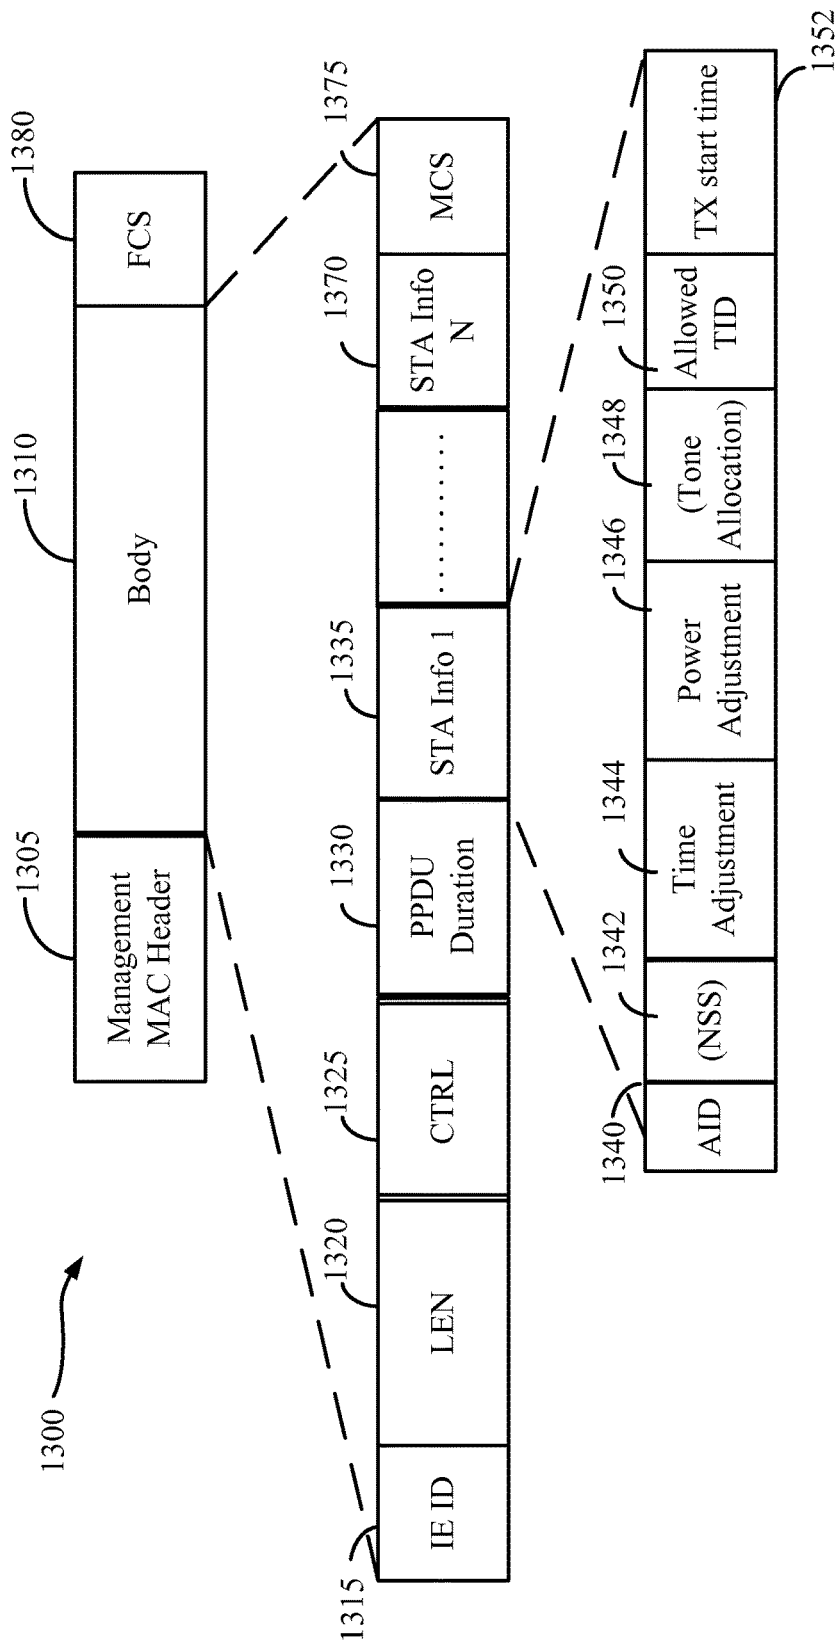 1300
1305
1310
1380
Management
MAC Header
Body
FCS
1315
1320
1325
1330
1335
1370
1375
IE ID
LEN
CTRL
PPDU
Duration
STA Info 1
...........
STA Info
N
MCS
1340
1342
1344
1346
1348
1350
AID
(NSS)
Time
Adjustment
Power
Adjustment
(Tone
Allocation)
Allowed
TID
TX start time
1352